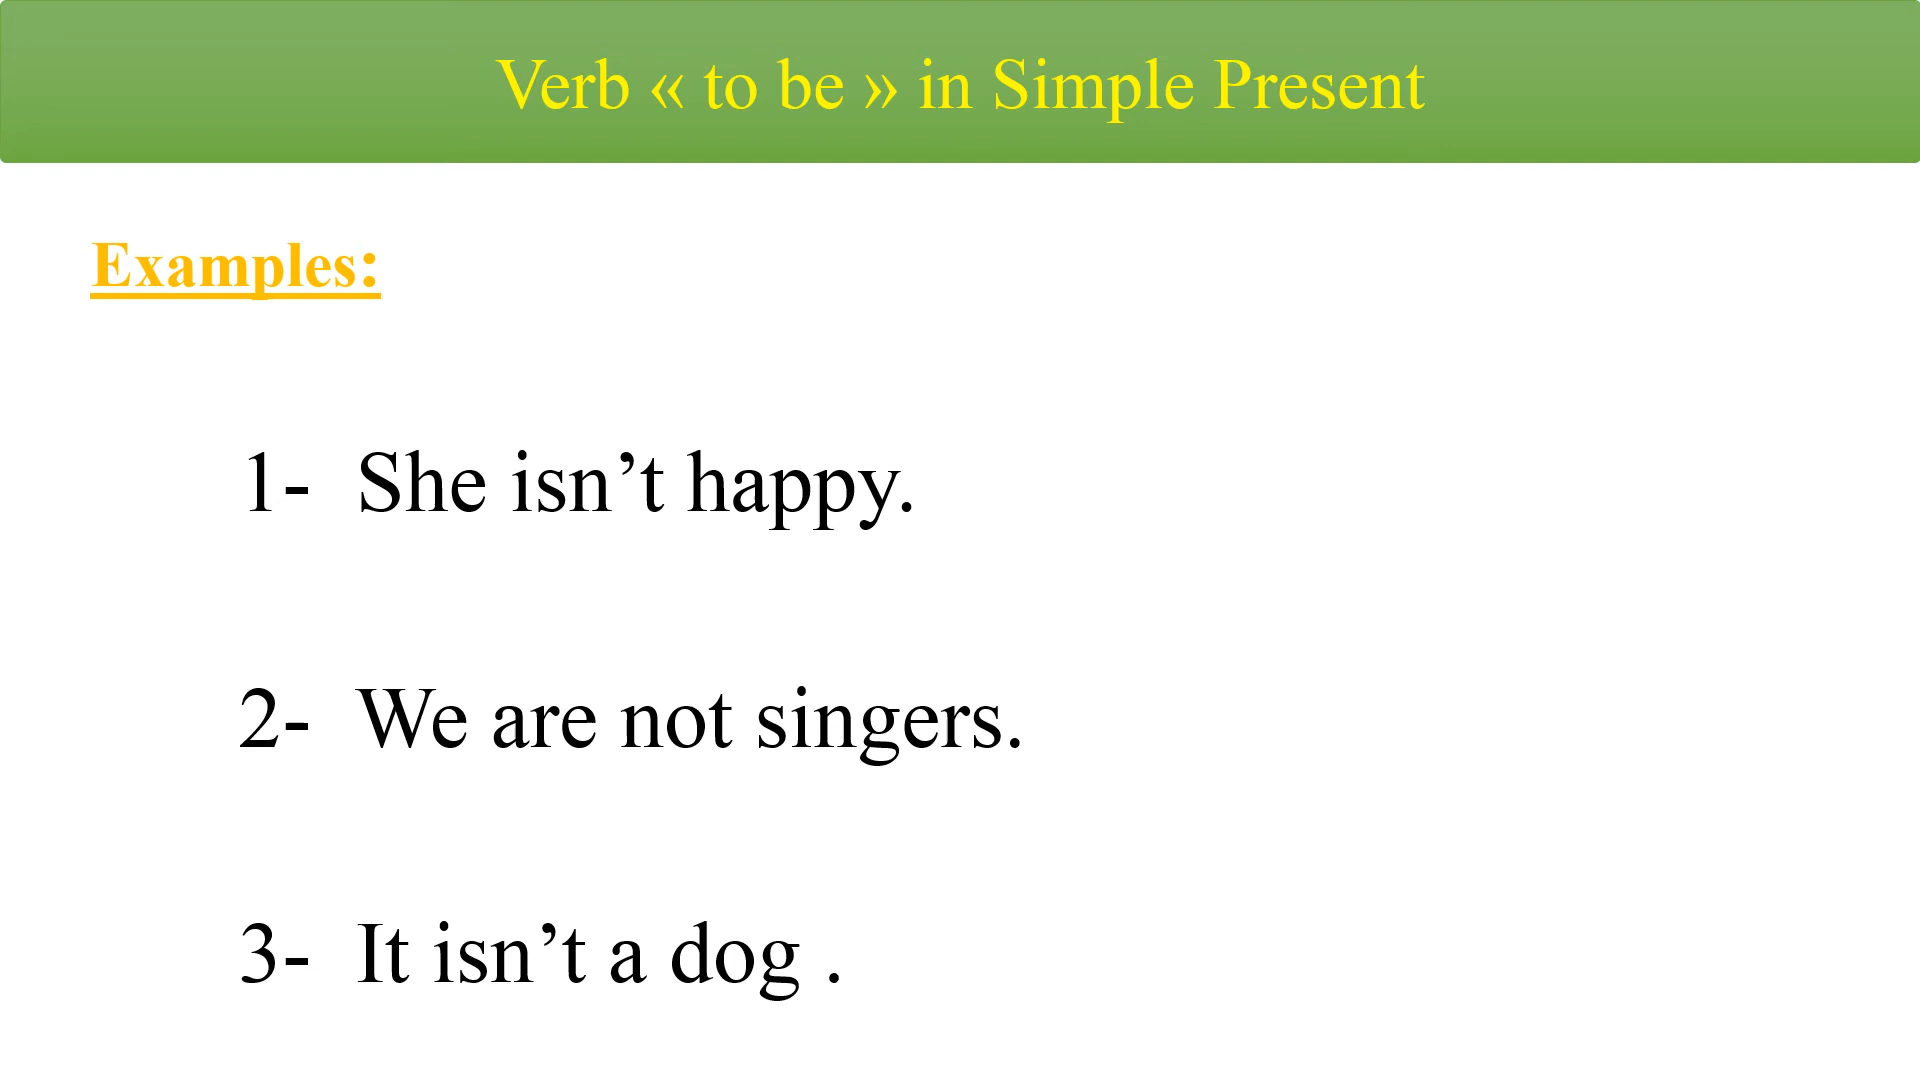 Verb « to be » in Simple Present
Examples:
1- She isn’t happy.
2- We are not singers.
3- It isn’t a dog .